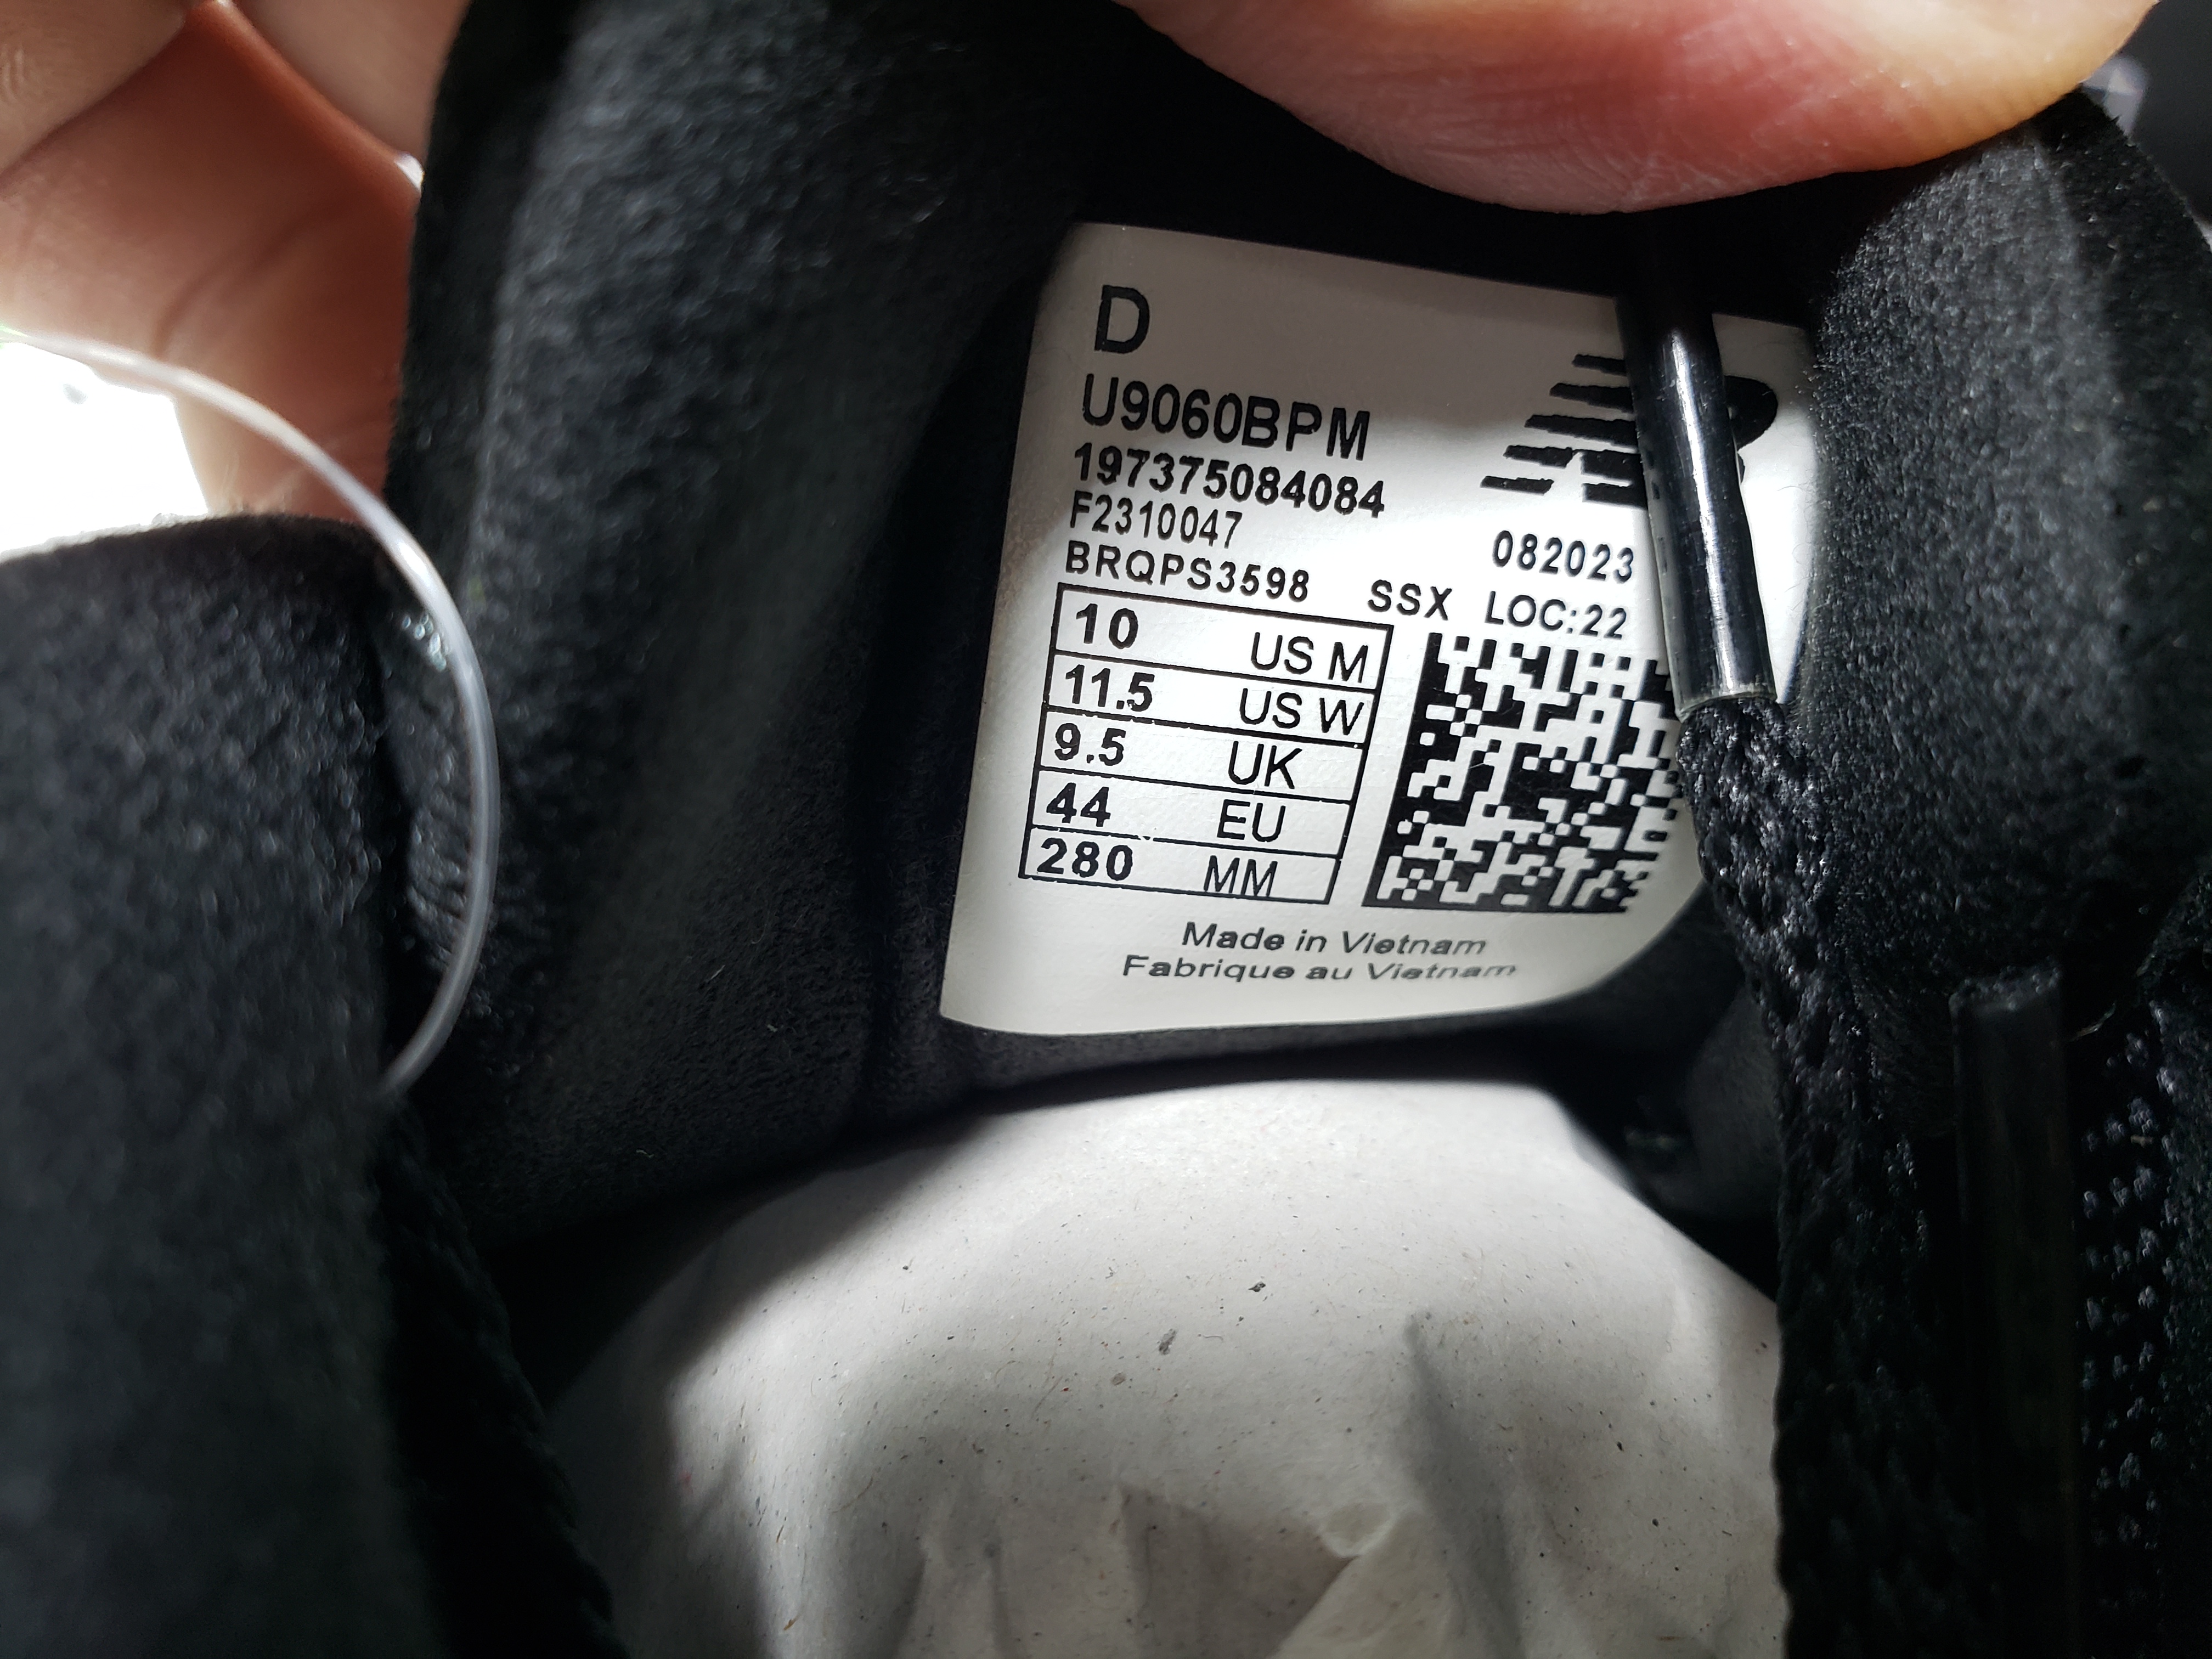 D
U9060BPM
197375084084
F2310047
082023
BRQPS3598 SSX LOC:22
10 US M
11.5 US W
9.5 UK
44 EU
280 MM
Made in Vietnam
Fabrique au Vietnam